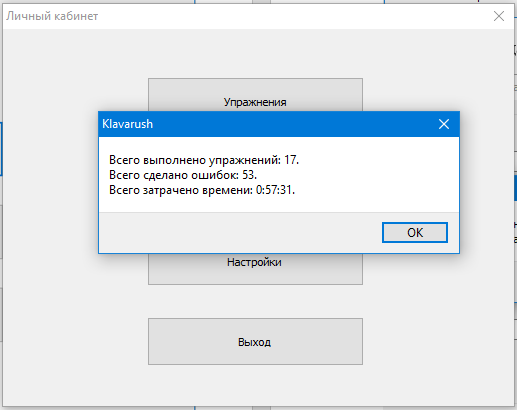 Личный кабинет
Упражнения
Klavarush
Всего выполнено упражнений: 17.
Всего сделано ошибок: 53.
Всего затрачено времени: 0:57:31.
OK
Настройки
Выход